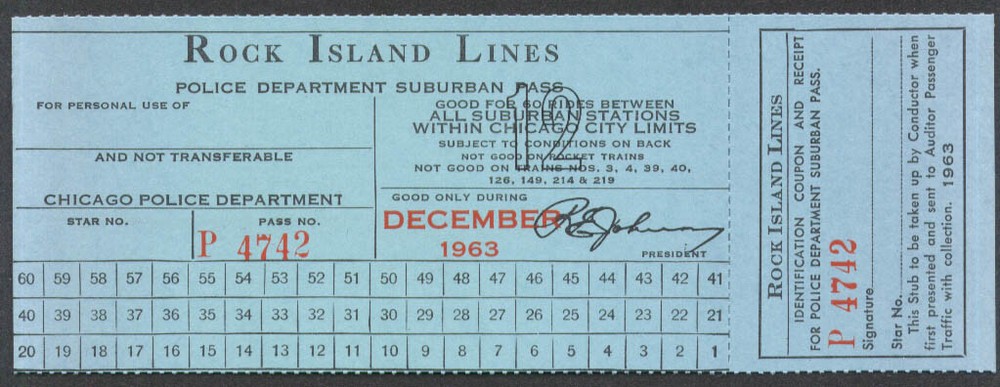 ROCK ISLAND LINES
POLICE DEPARTMENT SUBURBAN PASS
FOR PERSONAL USE OF
AND NOT TRANSFERABLE
CHICAGO POLICE DEPARTMENT
STAR NO.
PASS NO.
P 4742
12
GOOD FOR 60 RIDES BETWEEN
ALL SUBURBAN STATIONS
WITHIN CHICAGO CITY LIMITS
SUBJECT TO CONDITIONS ON BACK
NOT GOOD ON ROCKET TRAINS
NOT GOOD ON TRAINS NOS. 3, 4, 39, 40,
126, 149, 214 & 219
GOOD ONLY DURING
DECEMBER
1963
R E Johnson
PRESIDENT
60 59 58 57 56 55 54 53 52 51 50 49 48 47 46 45 44 43 42 41
40 39 38 37 36 35 34 33 32 31 30 29 28 27 26 25 24 23 22 21
20 19 18 17 16 15 14 13 12 11 10 9 8 7 6 5 4 3 2 1
ROCK ISLAND LINES
IDENTIFICATION COUPON AND RECEIPT
FOR POLICE DEPARTMENT SUBURBAN PASS.
P 4742
Signature
Star No.
This Stub to be taken up by Conductor when
first presented and sent to Auditor Passenger
Traffic with collection. 1963